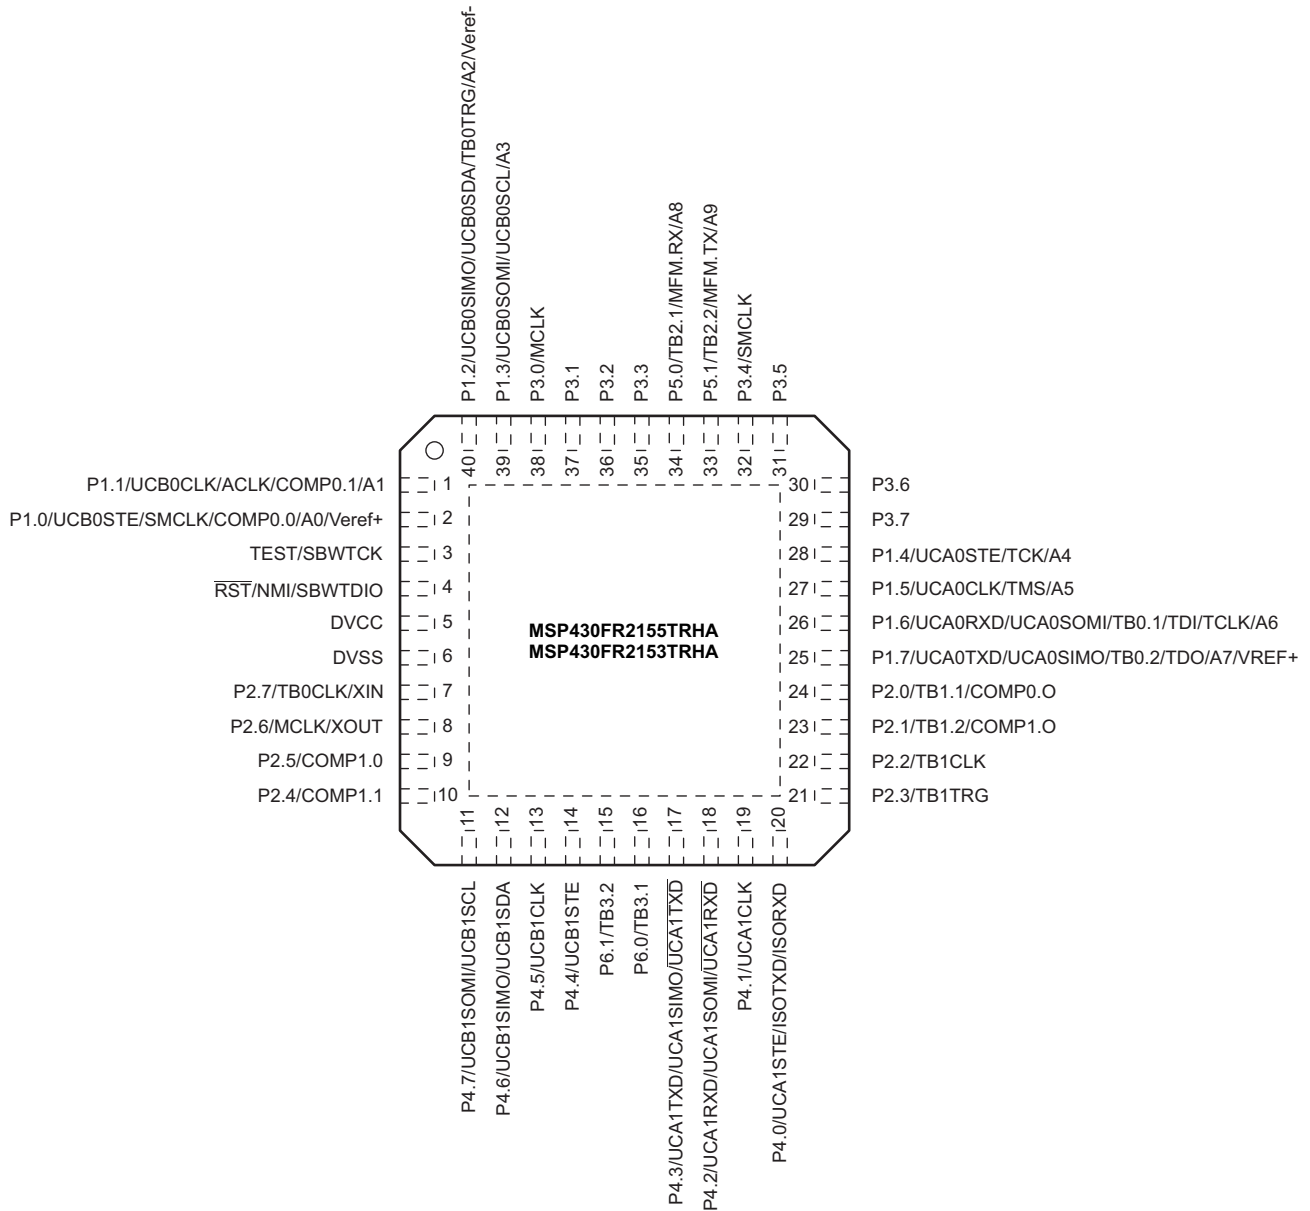 P1.2/UCB0SIMO/UCB0SDA/TB0TRG/A2/Veref-
P1.3/UCB0SOMI/UCB0SCL/A3
P3.0/MCLK
P3.1
P3.2
P3.3
P5.0/TB2.1/MFM.RX/A8
P5.1/TB2.2/MFM.TX/A9
P3.4/SMCLK
P3.5
40
39
38
37
36
35
34
33
32
31
P1.1/UCB0CLK/ACLK/COMP0.1/A1
1
P1.0/UCB0STE/SMCLK/COMP0.0/A0/Veref+
2
TEST/SBWTCK
3
RST/NMI/SBWTDIO
4
DVCC
5
DVSS
6
P2.7/TB0CLK/XIN
7
P2.6/MCLK/XOUT
8
P2.5/COMP1.0
9
P2.4/COMP1.1
10
MSP430FR2155TRHA
MSP430FR2153TRHA
30
P3.6
29
P3.7
28
P1.4/UCA0STE/TCK/A4
27
P1.5/UCA0CLK/TMS/A5
26
P1.6/UCA0RXD/UCA0SOMI/TB0.1/TDI/TCLK/A6
25
P1.7/UCA0TXD/UCA0SIMO/TB0.2/TDO/A7/VREF+
24
P2.0/TB1.1/COMP0.O
23
P2.1/TB1.2/COMP1.O
22
P2.2/TB1CLK
21
P2.3/TB1TRG
11
12
13
14
15
16
17
18
19
20
P4.7/UCB1SOMI/UCB1SCL
P4.6/UCB1SIMO/UCB1SDA
P4.5/UCB1CLK
P4.4/UCB1STE
P6.1/TB3.2
P6.0/TB3.1
P4.3/UCA1TXD/UCA1SIMO/UCA1TXD
P4.2/UCA1RXD/UCA1SOMI/UCA1RXD
P4.1/UCA1CLK
P4.0/UCA1STE/ISOTXD/ISORXD